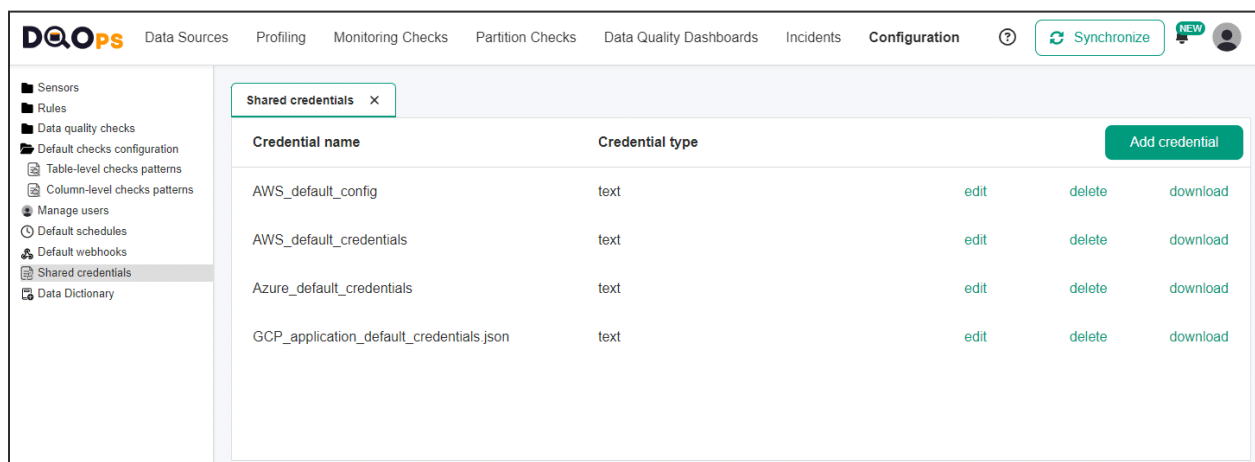 DQOps Data Sources Profiling Monitoring Checks Partition Checks Data Quality Dashboards Incidents Configuration ? Synchronize NEW
Sensors
Rules
Data quality checks
Default checks configuration
Table-level checks patterns
Column-level checks patterns
Manage users
Default schedules
Default webhooks
Shared credentials
Data Dictionary
Shared credentials X
Credential name Credential type Add credential
AWS_default_config text edit delete download
AWS_default_credentials text edit delete download
Azure_default_credentials text edit delete download
GCP_application_default_credentials.json text edit delete download